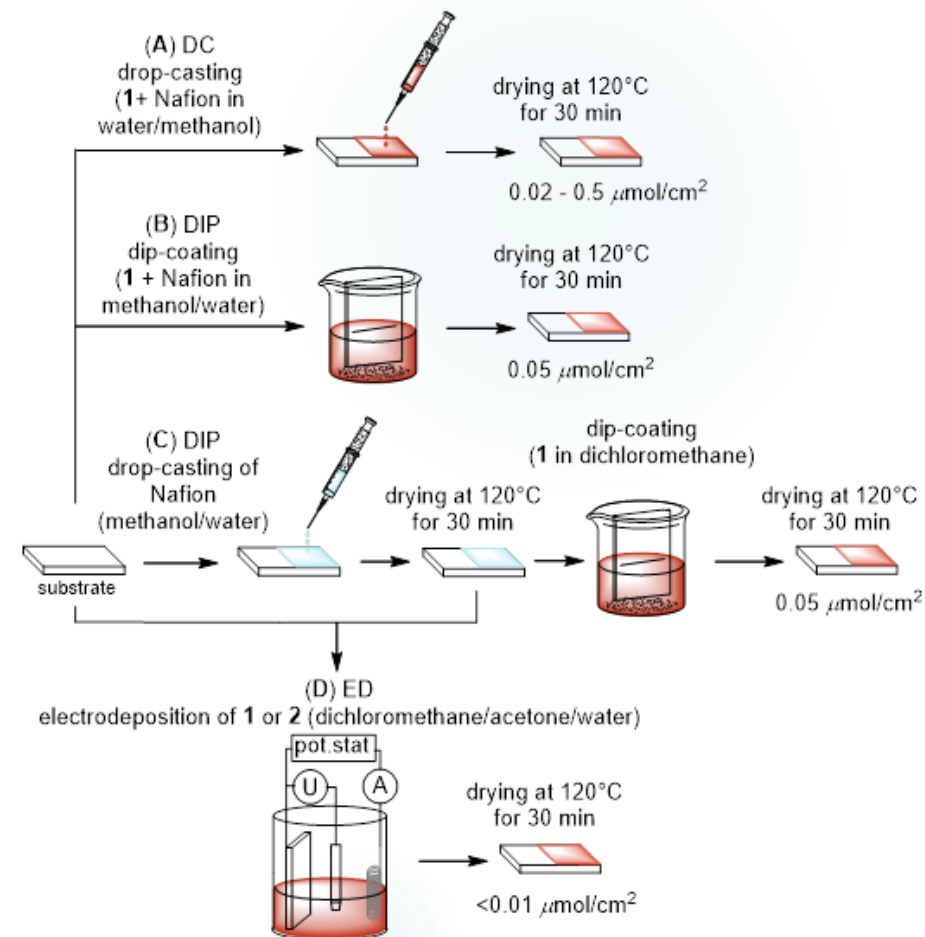 (A) DC
drop-casting
(1+ Nafion in
water/methanol)
drying at 120°C
for 30 min
0.02 - 0.5 μmol/cm²
(B) DIP
dip-coating
(1 + Nafion in
methanol/water)
drying at 120°C
for 30 min
0.05 μmol/cm²
(C) DIP
drop-casting of
Nafion
(methanol/water)
substrate
drying at 120°C
for 30 min
dip-coating
(1 in dichloromethane)
drying at 120°C
for 30 min
0.05 μmol/cm²
(D) ED
electrodeposition of 1 or 2 (dichloromethane/acetone/water)
pot.stat
U
A
drying at 120°C
for 30 min
<0.01 μmol/cm²